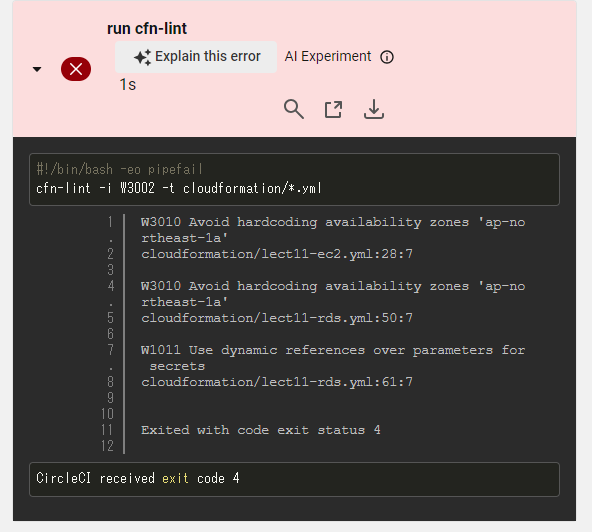 run cfn-lint
Explain this error AI Experiment
1s
#!/bin/bash -eo pipefail
cfn-lint -i W3002 -t cloudformation/*.yml
1 W3010 Avoid hardcoding availability zones 'ap-no
. rtheast-1a'
2 cloudformation/lect11-ec2.yml:28:7
3
4 W3010 Avoid hardcoding availability zones 'ap-no
. rtheast-1a'
5 cloudformation/lect11-rds.yml:50:7
6
7 W1011 Use dynamic references over parameters for
. secrets
8 cloudformation/lect11-rds.yml:61:7
9
10
11 Exited with code exit status 4
12
CircleCI received exit code 4